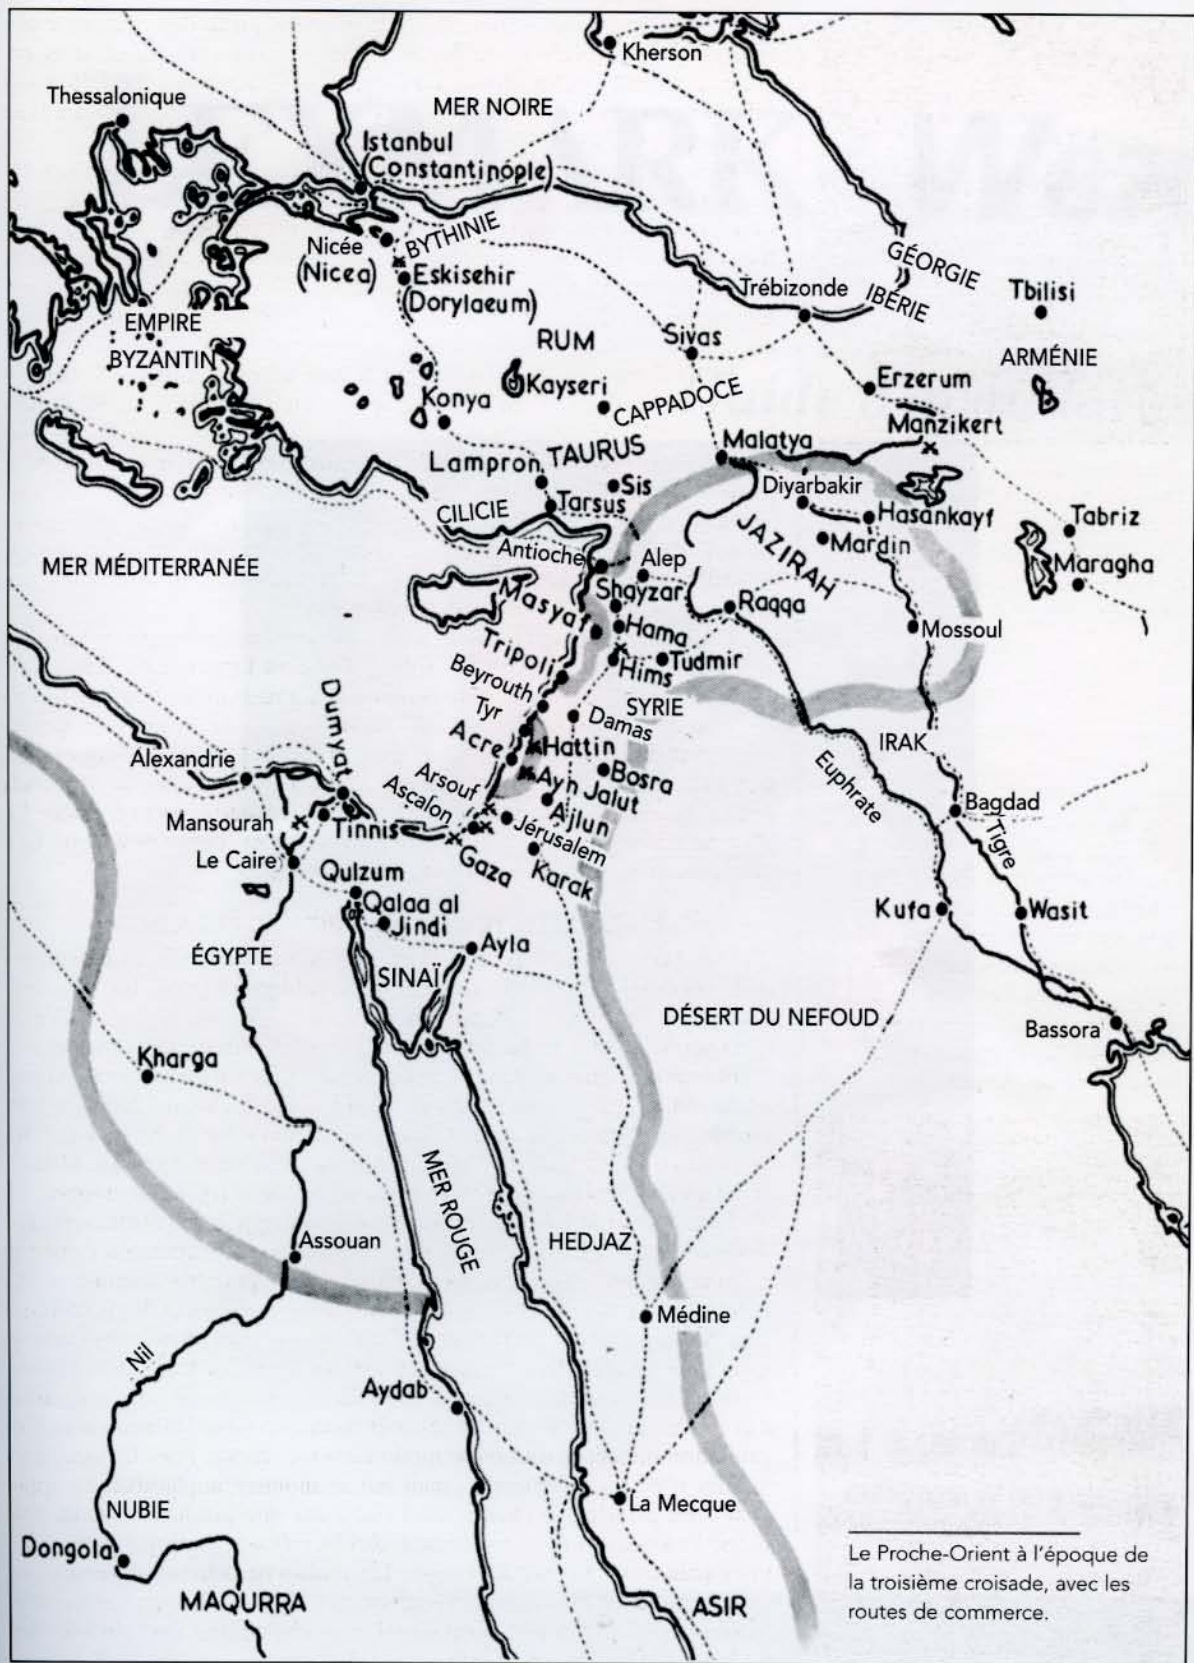 Kherson
Thessalonique
MER NOIRE
Istanbul
(Constantinople)
Nicée
(Nicea)
BYTHINIE
Eskisehir
(Dorylaeum)
GÉORGIE
IBÉRIE
Trébizonde
Tbilisi
EMPIRE
BYZANTIN
RUM
Sivas
ARMÉNIE
Kayseri
Konya
CAPPADOCE
Erzerum
Manzikert
Malatya
Lampron
TAURUS
Sis
Diyarbakir
CILICIE
Tarsus
Hasankayf
Tabriz
JAZIRAH
Mardin
Maragha
Antioche
Alep
MER MÉDITERRANÉE
Shayzar
Masyaf
Raqqa
Hama
Mossoul
Tripoli
Hims
Tudmir
Beyrouth
SYRIE
Tyr
Damas
Dumyat
Acre
Hattin
IRAK
Alexandrie
Arsouf
Ayn Jalut
Bosra
Euphrate
Ascalon
Ajlun
Bagdad
Mansourah
Tinnis
Jérusalem
Tigre
Le Caire
Gaza
Karak
Qulzum
Qalaa al
Jindi
Kufa
Wasit
Ayla
ÉGYPTE
SINAÏ
DÉSERT DU NEFOUD
Bassora
Kharga
MER ROUGE
Assouan
HEDJAZ
Médine
Nil
Aydab
La Mecque
NUBIE
Dongola
MAQURRA
ASIR
Le Proche-Orient à l'époque de
la troisième croisade, avec les
routes de commerce.